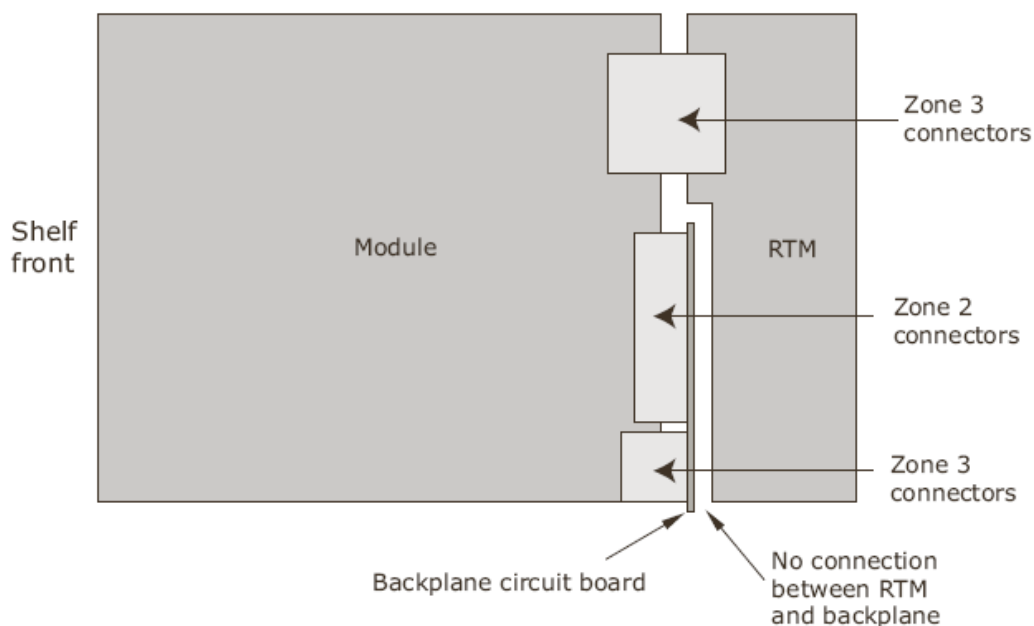 Zone 3
connectors
Shelf
front
Module
RTM
Zone 2
connectors
Zone 3
connectors
Backplane circuit board
No connection
between RTM
and backplane